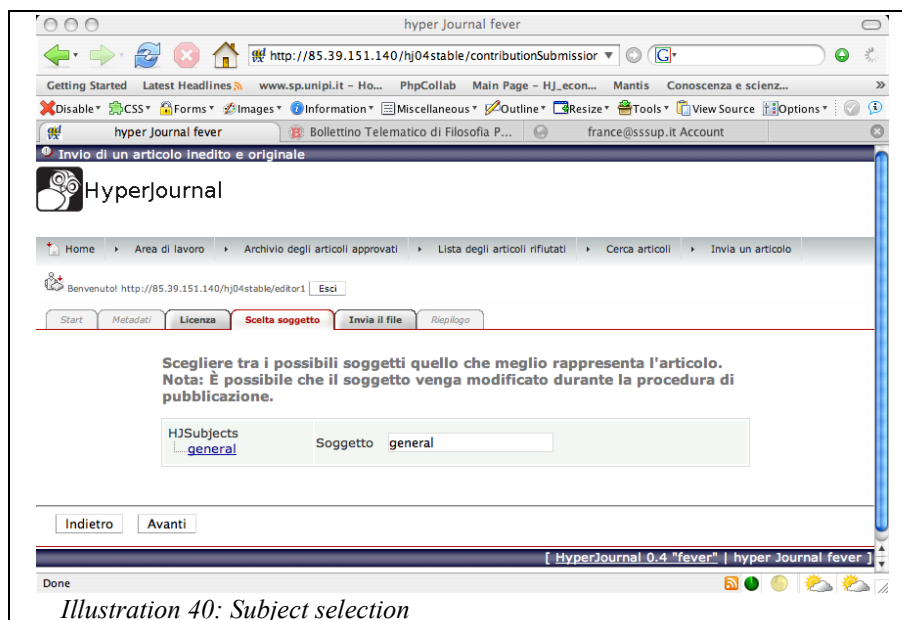 hyper Journal fever
http://85.39.151.140/hj04stable/contributionSubmissior
G
Getting Started Latest Headlines www.sp.unipi.it - Ho... PhpCollab Main Page - HJ_econ... Mantis Conoscenza e scienz... »
Disable CSS Forms Images Information Miscellaneous Outline Resize Tools View Source Options
hyper Journal fever Bollettino Telematico di Filosofia P... france@sssup.it Account
Invio di un articolo inedito e originale
HyperJournal
Home Area di lavoro Archivio degli articoli approvati Lista degli articoli rifiutati Cerca articoli Invia un articolo
Benvenuto! http://85.39.151.140/hj04stable/editor1 Esci
Start Metadati Licenza Scelta soggetto Invia il file Riepilogo
Scegliere tra i possibili soggetti quello che meglio rappresenta l'articolo.
Nota: È possibile che il soggetto venga modificato durante la procedura di
pubblicazione.
HJSubjects
general
Soggetto general
Indietro Avanti
[ HyperJournal 0.4 "fever" | hyper Journal fever ]
Done
Illustration 40: Subject selection